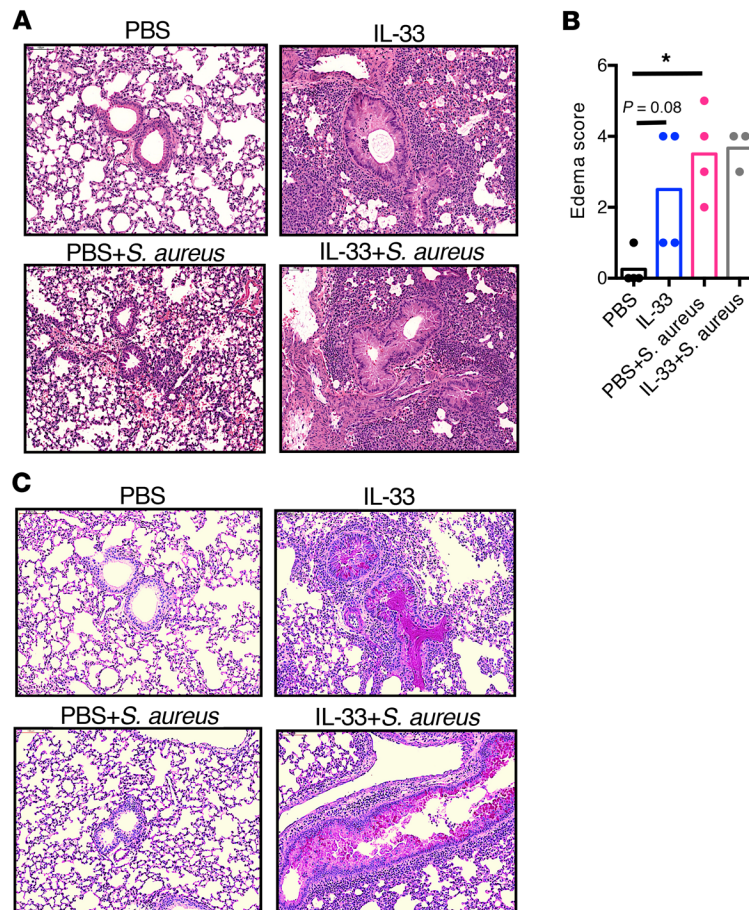 A
PBS
IL-33
PBS+S. aureus
IL-33+S. aureus
B
*
P = 0.08
Edema score
6
4
2
0
PBS
IL-33
PBS+S. aureus
IL-33+S. aureus
C
PBS
IL-33
PBS+S. aureus
IL-33+S. aureus